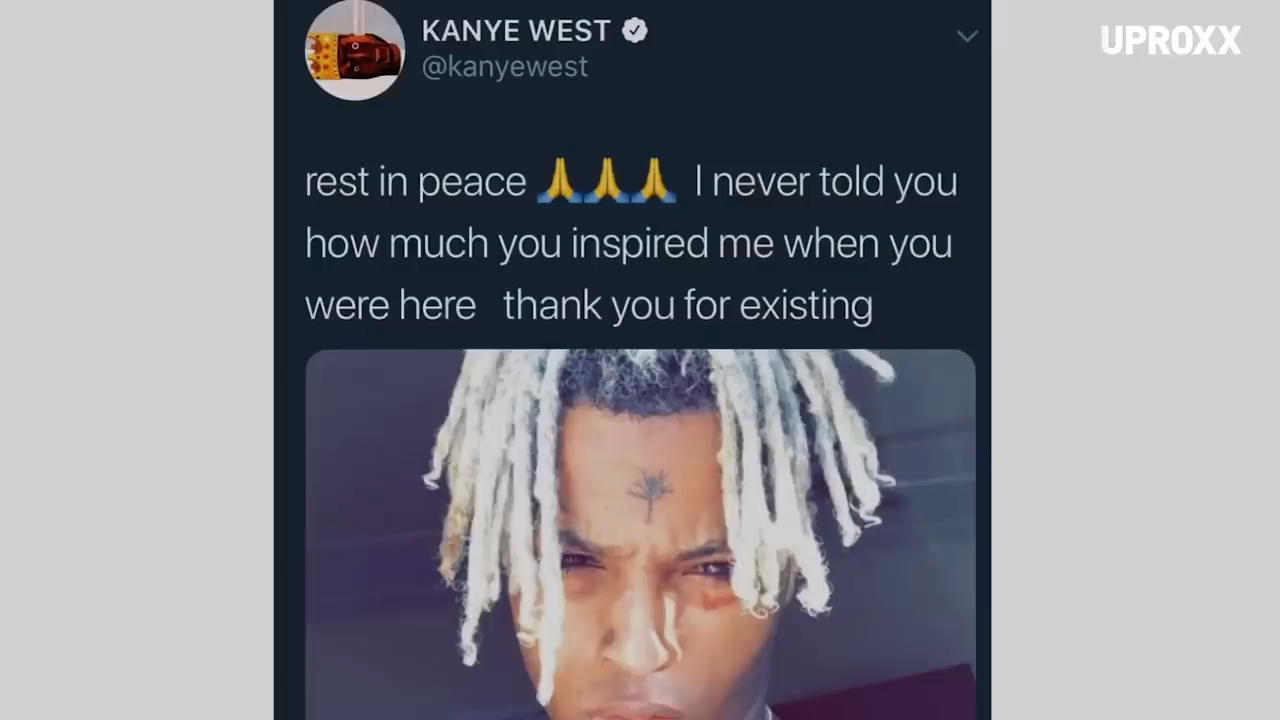 KANYE WEST
UPROXX
@kanyewest
rest in peace 🙏🙏🙏 I never told you
how much you inspired me when you
were here thank you for existing